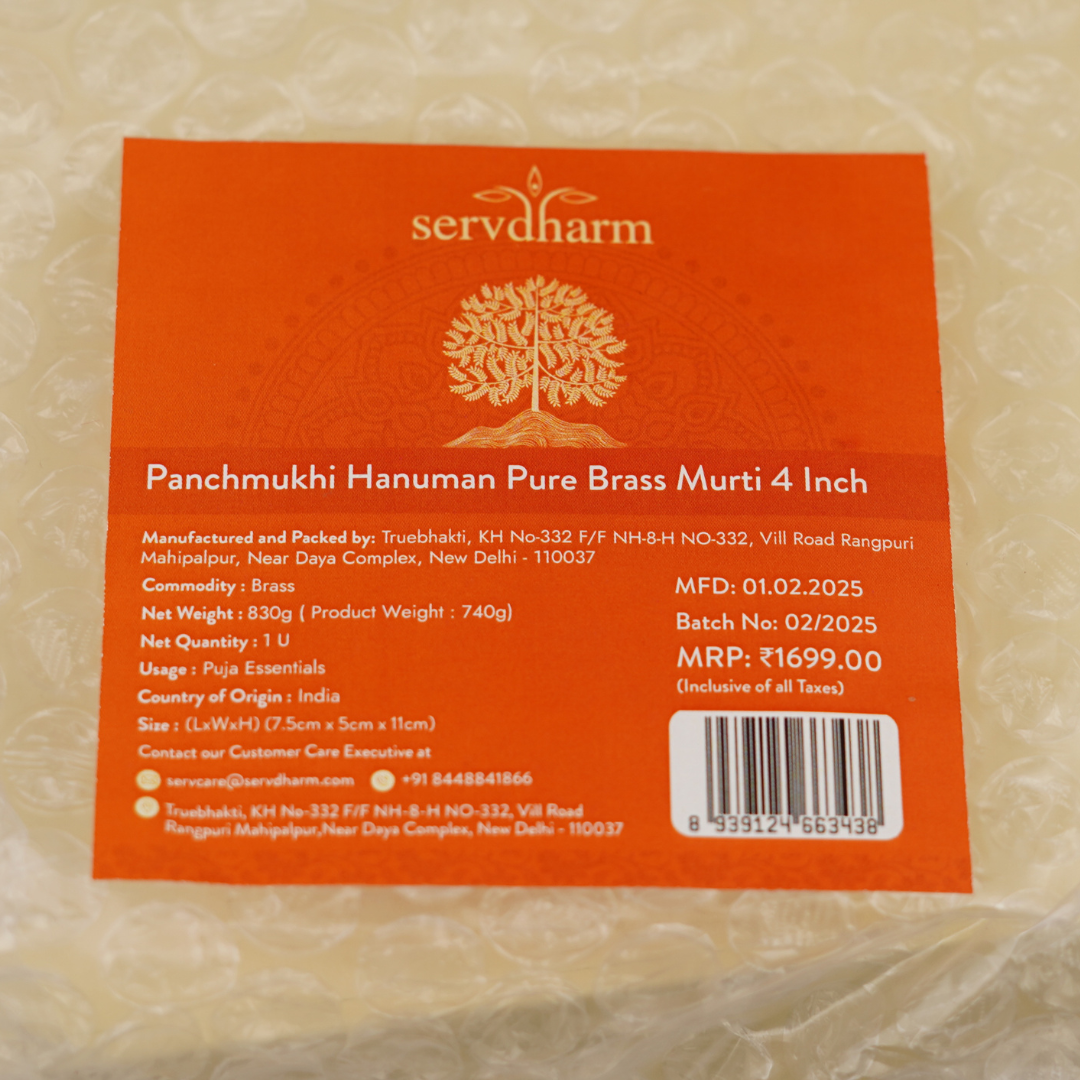 servdharm
Panchmukhi Hanuman Pure Brass Murti 4 Inch
Manufactured and Packed by: Truebhakti, KH No-332 F/F NH-8-H NO-332, Vill Road Rangpuri
Mahipalpur, Near Daya Complex, New Delhi - 110037
Commodity : Brass
Net Weight : 830g ( Product Weight : 740g)
Net Quantity : 1 U
Usage : Puja Essentials
Country of Origin : India
Size : (LxWxH) (7.5cm x 5cm x 11cm)
Contact our Customer Care Executive at
servcare@servdharm.com +91 8448841866
Truebhakti, KH No-332 F/F NH-8-H NO-332, Vill Road
Rangpuri Mahipalpur,Near Daya Complex, New Delhi - 110037
MFD: 01.02.2025
Batch No: 02/2025
MRP: ₹1699.00
(Inclusive of all Taxes)
8 939124 663438